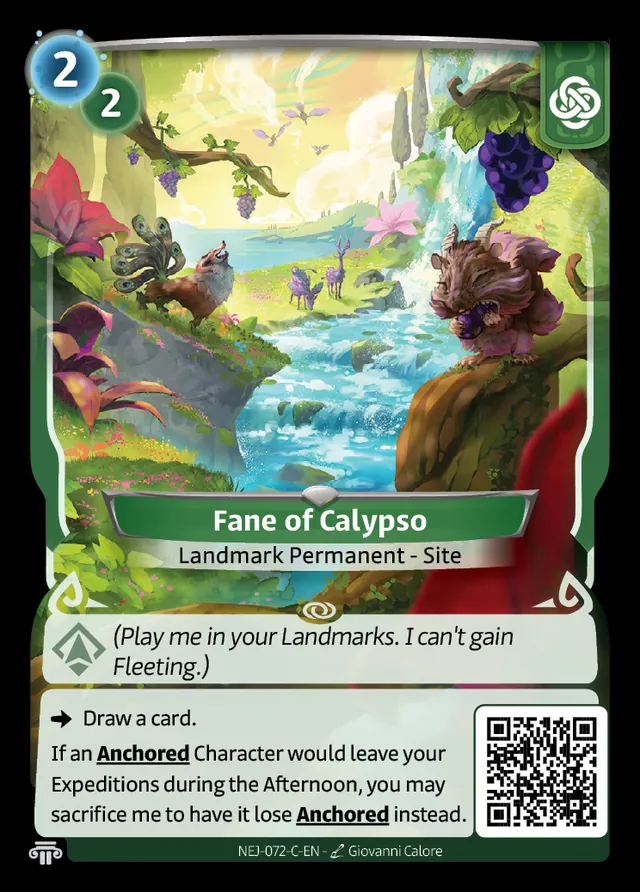 2
2
Fane of Calypso
Landmark Permanent - Site
(Play me in your Landmarks. I can't gain
Fleeting.)
Draw a card.
If an Anchored Character would leave your
Expeditions during the Afternoon, you may
sacrifice me to have it lose Anchored instead.
NEJ-072-C-EN - Giovanni Calore